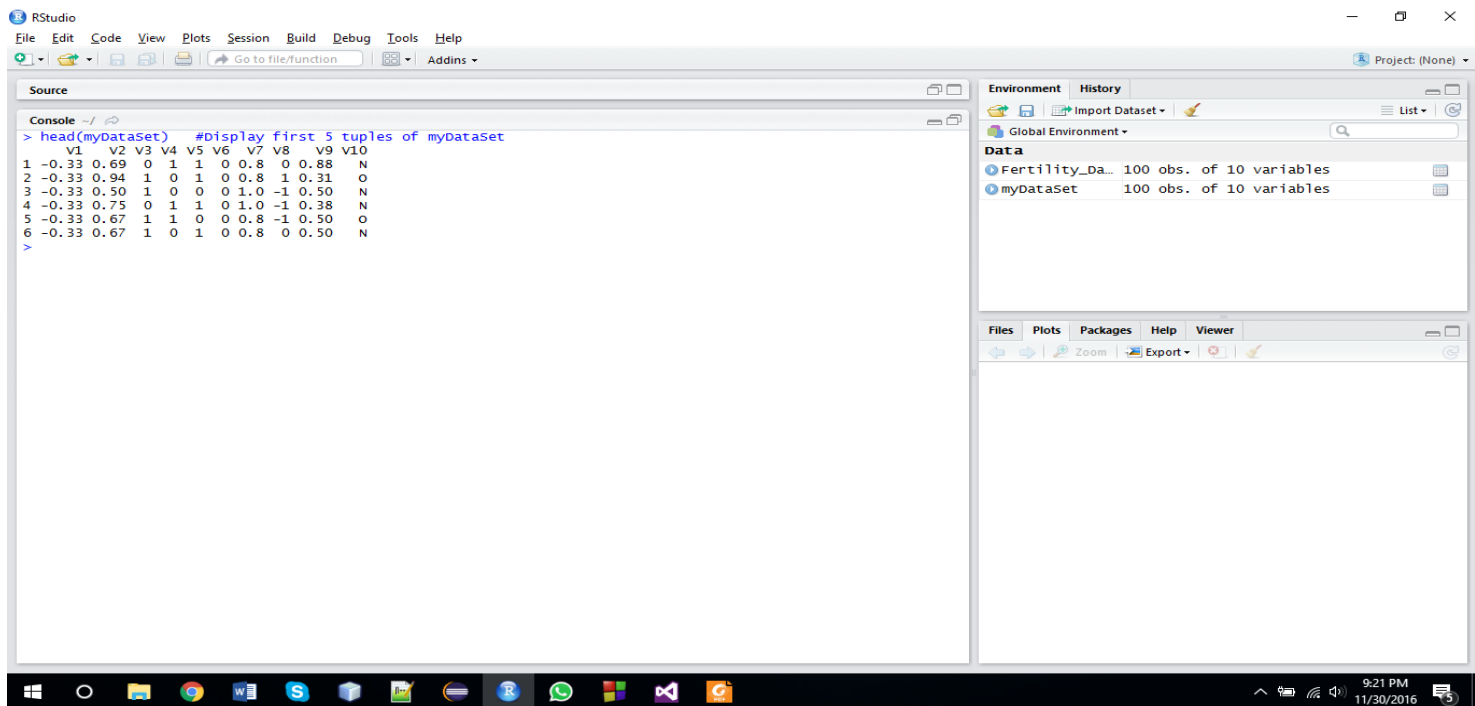 RStudio
File Edit Code View Plots Session Build Debug Tools Help
Go to file/function Addins Project: (None)
Source
Console ~/
> head(myDataSet)   #Display first 5 tuples of myDataSet
     V1   V2 V3 V4 V5 V6  V7 V8   V9 V10
1 -0.33 0.69  0  1  1  0 0.8  0 0.88   N
2 -0.33 0.94  1  0  1  0 0.8  1 0.31   O
3 -0.33 0.50  1  0  0  0 1.0 -1 0.50   N
4 -0.33 0.75  0  1  1  0 1.0 -1 0.38   N
5 -0.33 0.67  1  1  0  0 0.8 -1 0.50   O
6 -0.33 0.67  1  0  1  0 0.8  0 0.50   N
>
Environment History
Import Dataset List
Global Environment
Data
Fertility_Da… 100 obs. of 10 variables
myDataSet 100 obs. of 10 variables
Files Plots Packages Help Viewer
Zoom Export
9:21 PM
11/30/2016
5